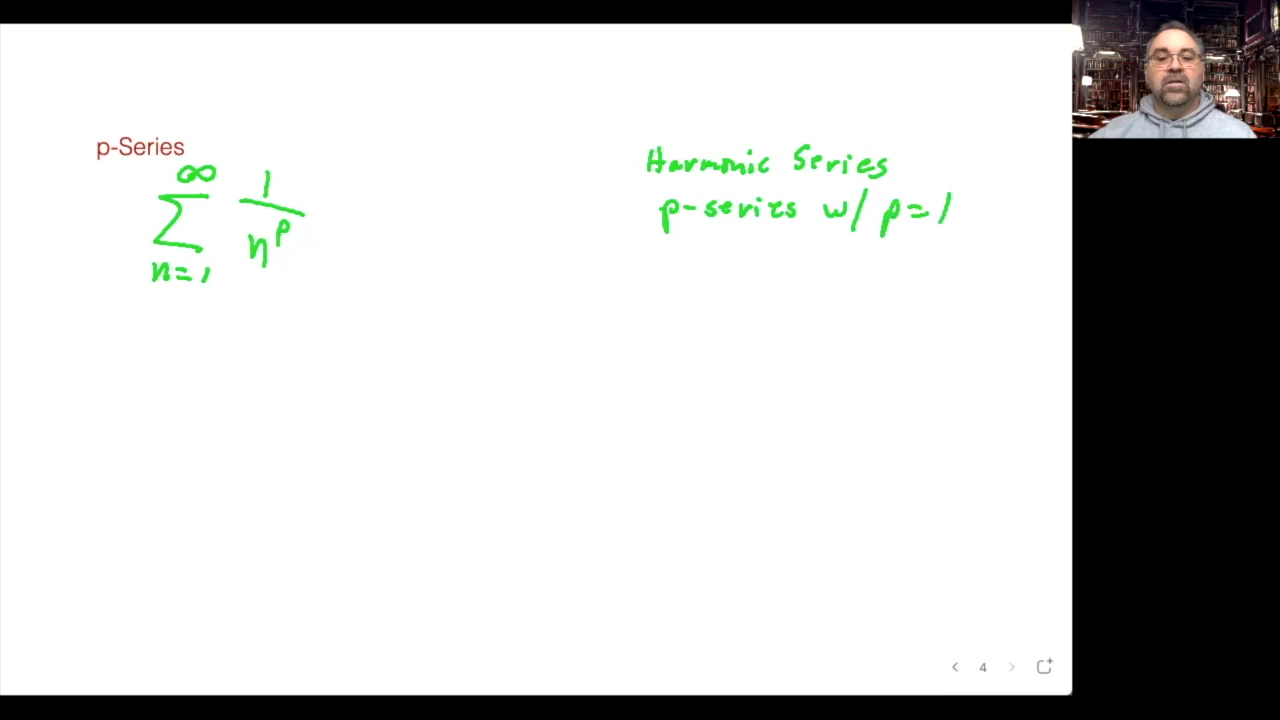 p-Series
∞
∑ 1/n^p
n=1
Harmonic Series
p-series w/ p=1
4